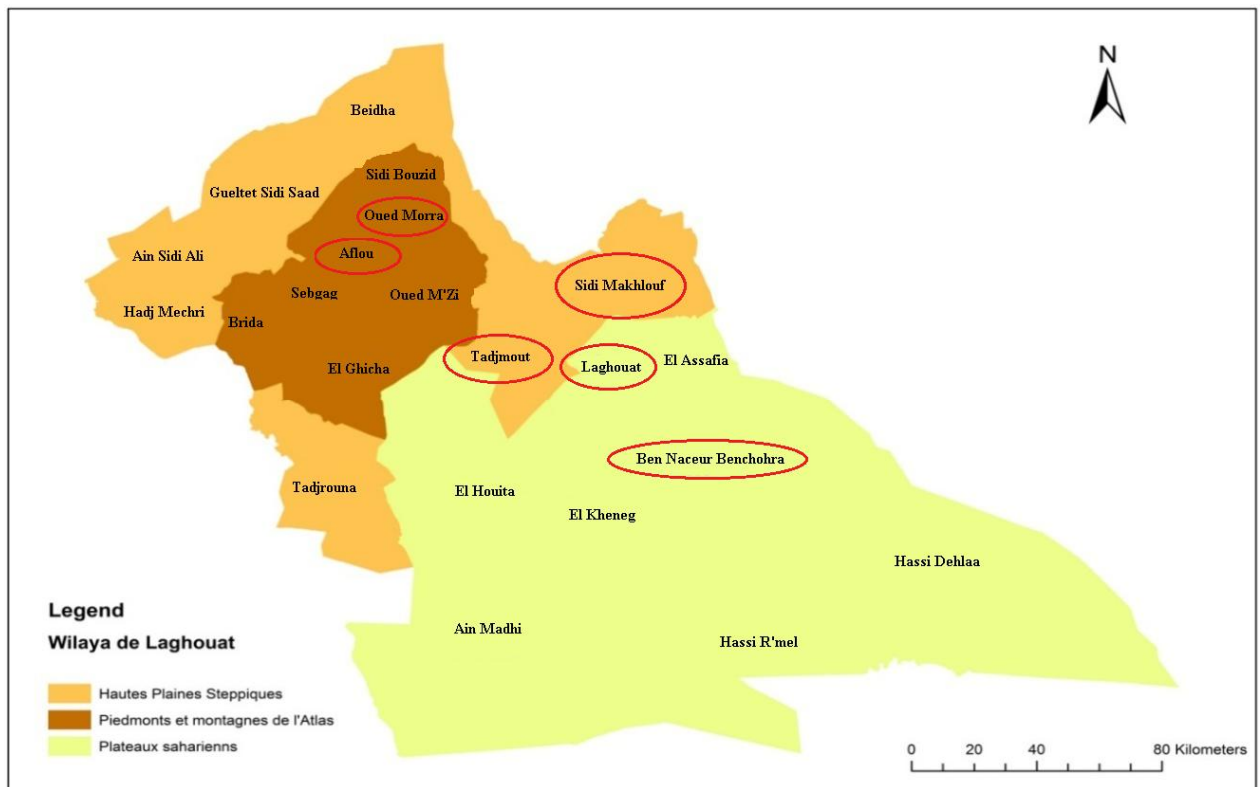 N
Beidha
Sidi Bouzid
Gueltet Sidi Saad
Oued Morra
Aflou
Ain Sidi Ali
Sidi Makhlouf
Sebgag
Oued M'Zi
Hadj Mechri
Brida
Tadjmout
El Ghicha
Laghouat
El Assafia
Ben Naceur Benchohra
Tadjrouna
El Houita
El Kheneg
Hassi Dehlaa
Ain Madhi
Hassi R'mel
Legend
Wilaya de Laghouat
Hautes Plaines Steppiques
Piedmonts et montagnes de l'Atlas
Plateaux sahariens
0 20 40 80 Kilometers